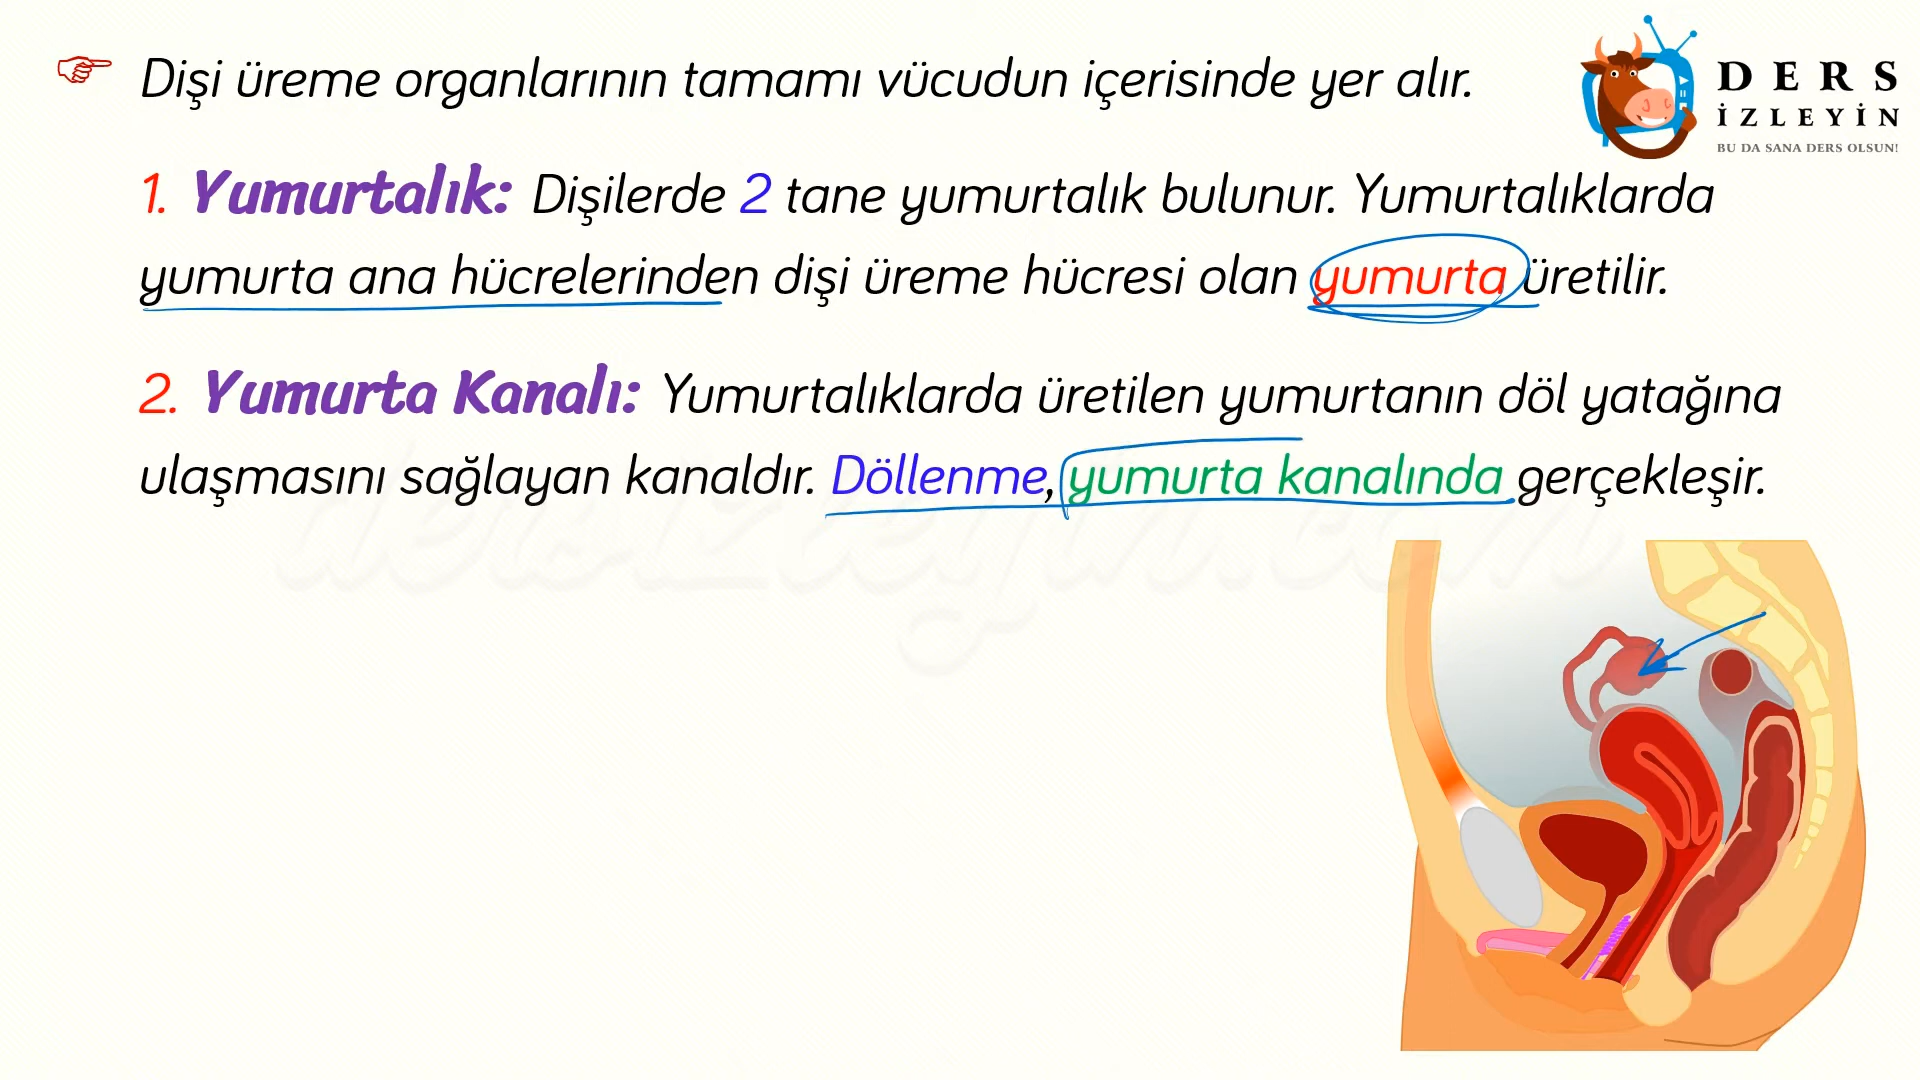 Dişi üreme organlarının tamamı vücudun içerisinde yer alır.
DERS
İZLEYİN
BU DA SANA DERS OLSUN!
1. Yumurtalık: Dişilerde 2 tane yumurtalık bulunur. Yumurtalıklarda
yumurta ana hücrelerinden dişi üreme hücresi olan yumurta üretilir.
2. Yumurta Kanalı: Yumurtalıklarda üretilen yumurtanın döl yatağına
ulaşmasını sağlayan kanaldır. Döllenme, yumurta kanalında gerçekleşir.
dersizleyin.com